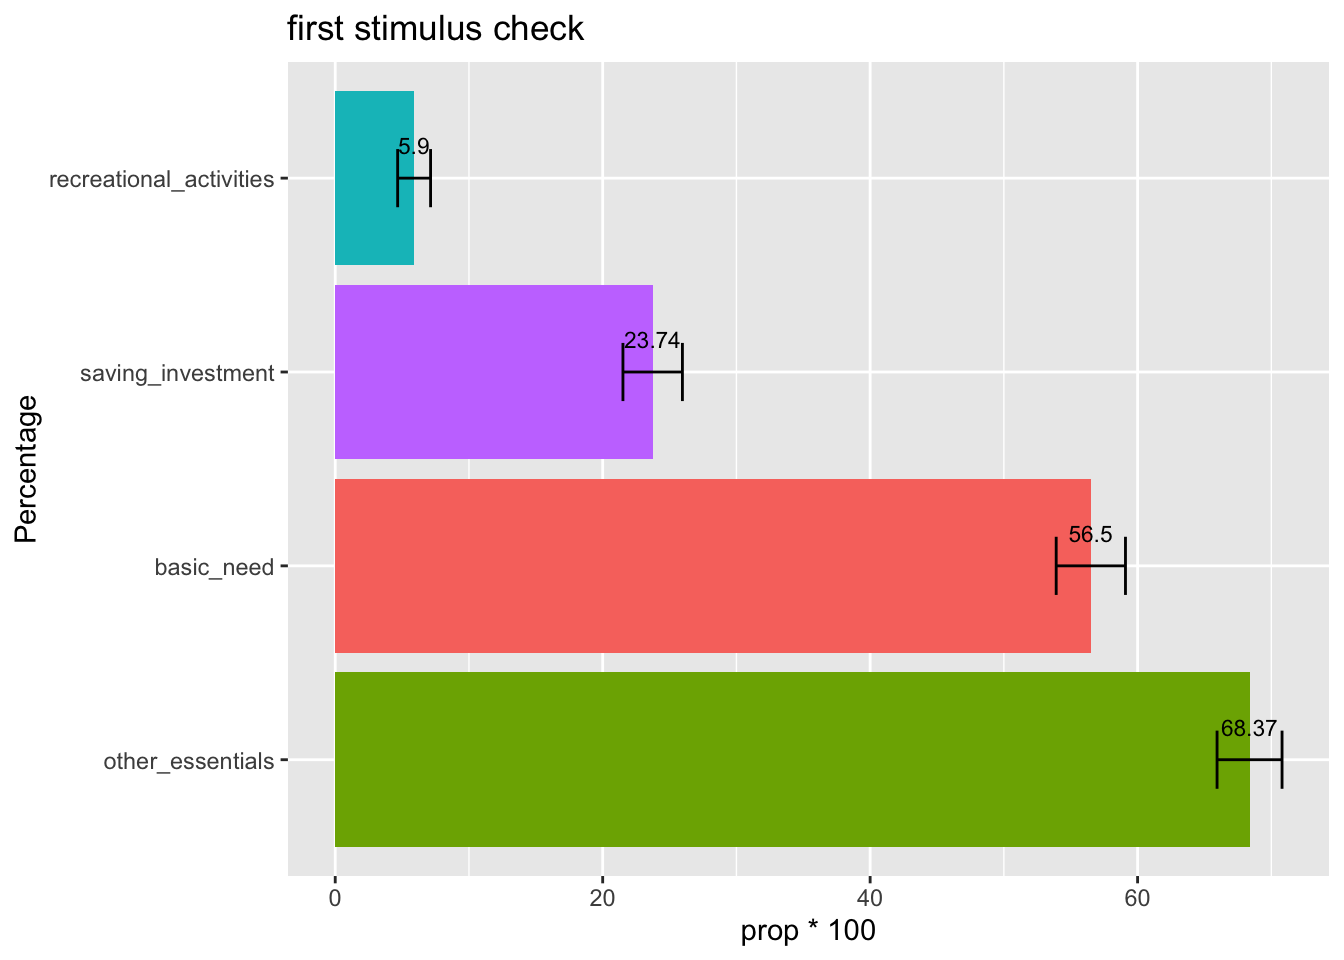 first stimulus check
Percentage
recreational_activities
5.9
saving_investment
23.74
basic_need
56.5
other_essentials
68.37
0 20 40 60
prop * 100